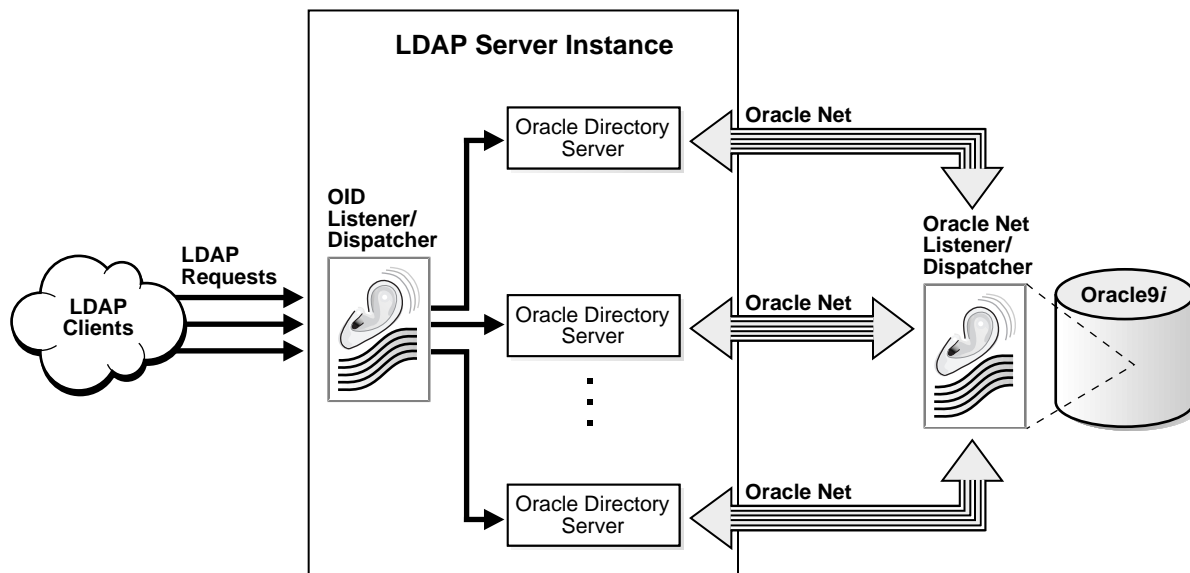 LDAP Server Instance
Oracle Directory
Server
Oracle Net
OID
Listener/
Dispatcher
LDAP
Requests
LDAP
Clients
Oracle Directory
Server
Oracle Net
Oracle Net
Listener/
Dispatcher
Oracle9i
Oracle Directory
Server
Oracle Net